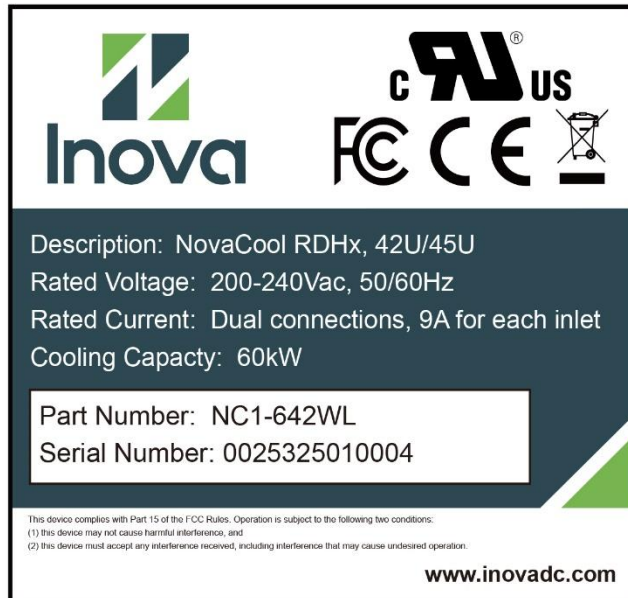 Inova
c RU ® US
FC CE
Description: NovaCool RDHx, 42U/45U
Rated Voltage: 200-240Vac, 50/60Hz
Rated Current: Dual connections, 9A for each inlet
Cooling Capacty: 60kW
Part Number: NC1-642WL
Serial Number: 0025325010004
This device complies with Part 15 of the FCC Rules. Operation is subject to the following two conditions:
(1) this device may not cause harmful interference, and
(2) this device must accept any interference received, including interference that may cause undesired operation.
www.inovadc.com